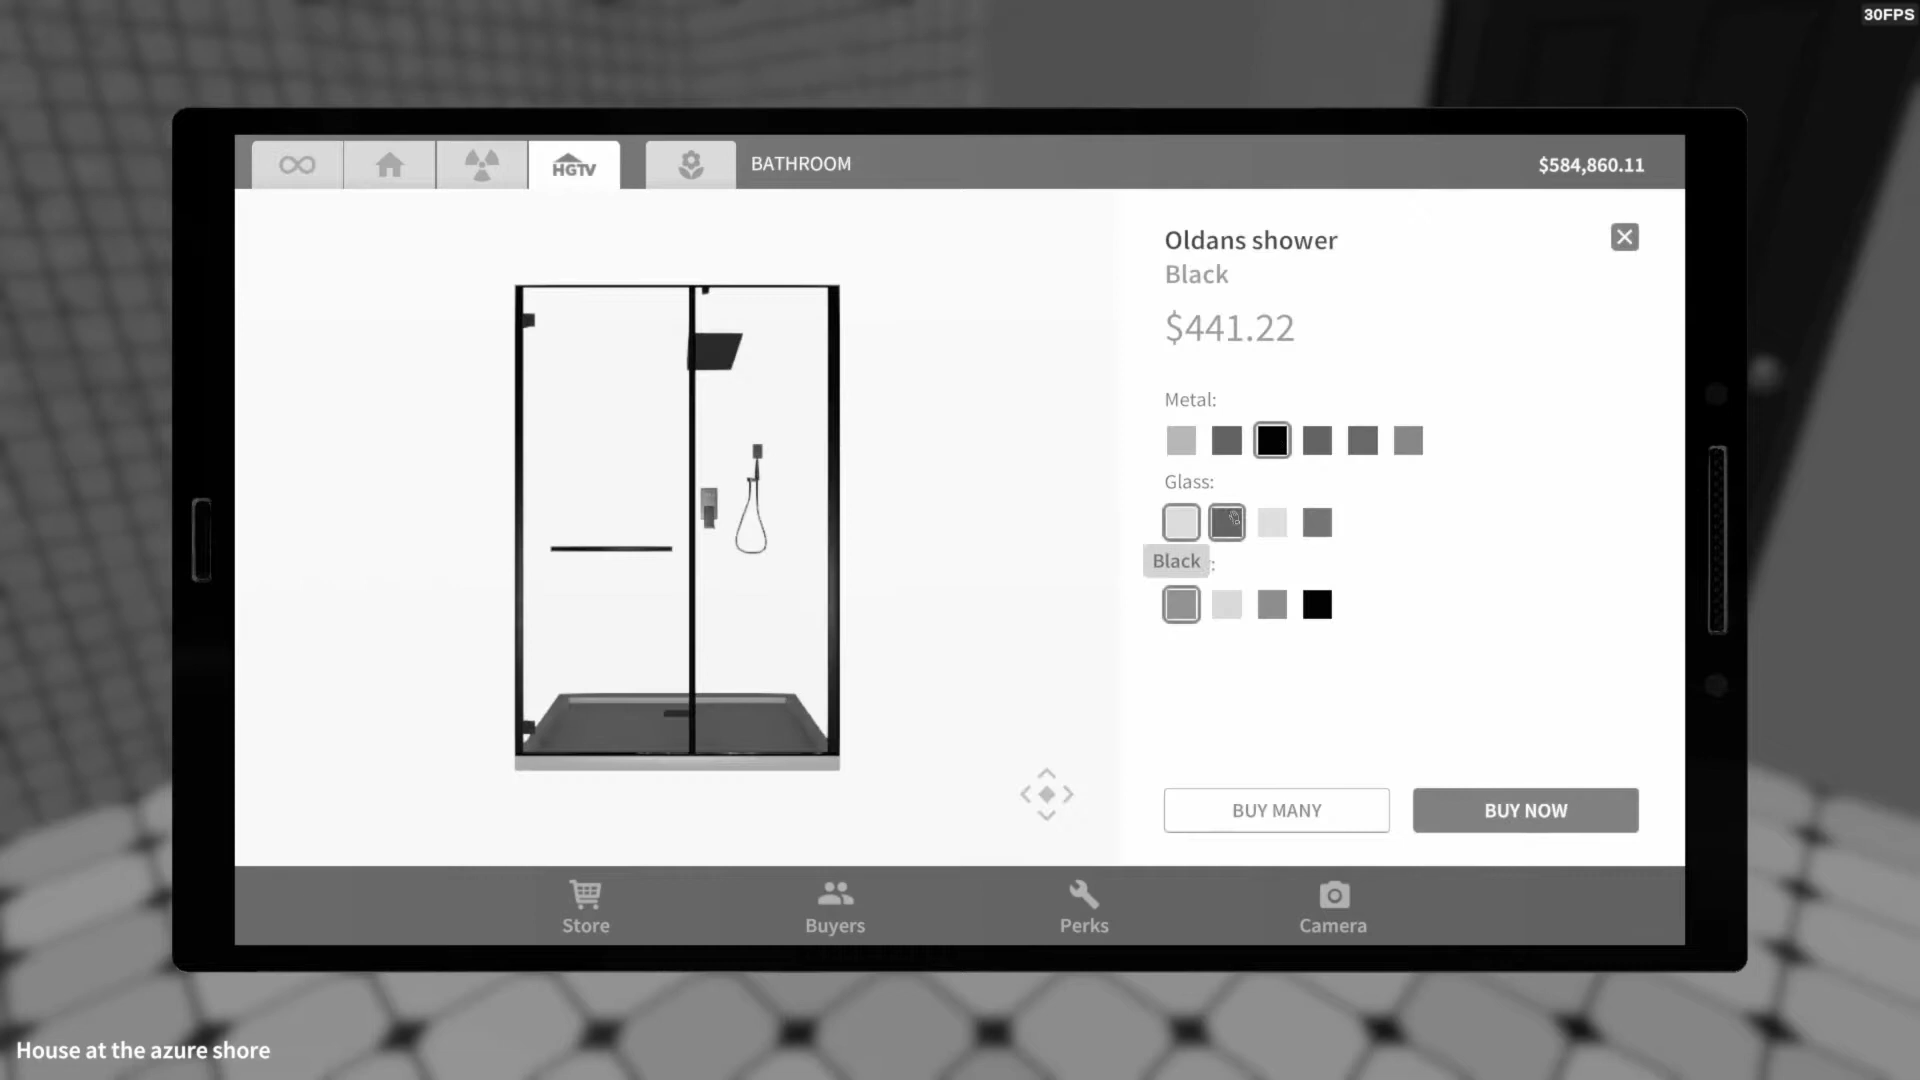 30FPS
HGTV
BATHROOM
$584,860.11
Oldans shower
Black
$441.22
Metal:
Glass:
Black
:
BUY MANY
BUY NOW
Store
Buyers
Perks
Camera
House at the azure shore